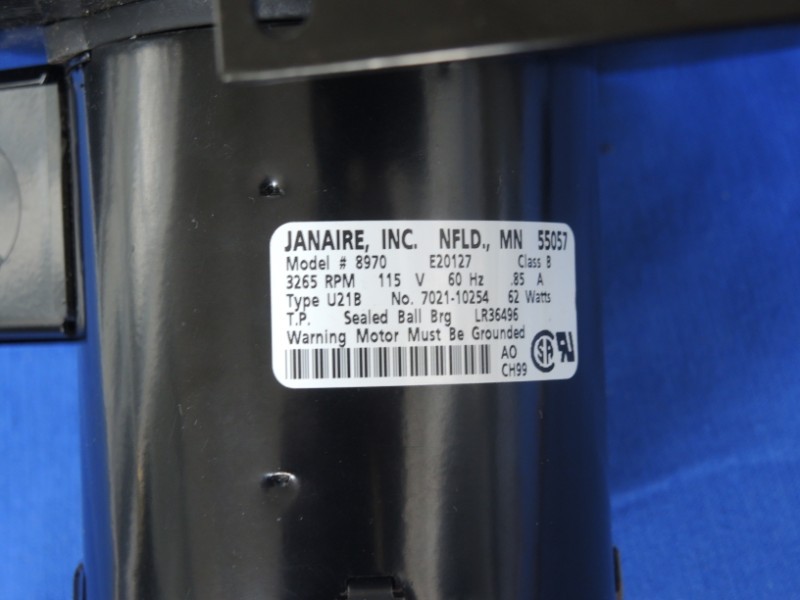 JANAIRE, INC. NFLD., MN 55057
Model # 8970 E20127 Class B
3265 RPM 115 V 60 Hz .85 A
Type U21B No. 7021-10254 62 Watts
T.P. Sealed Ball Brg LR36496
Warning Motor Must Be Grounded
AO
CH99
SA